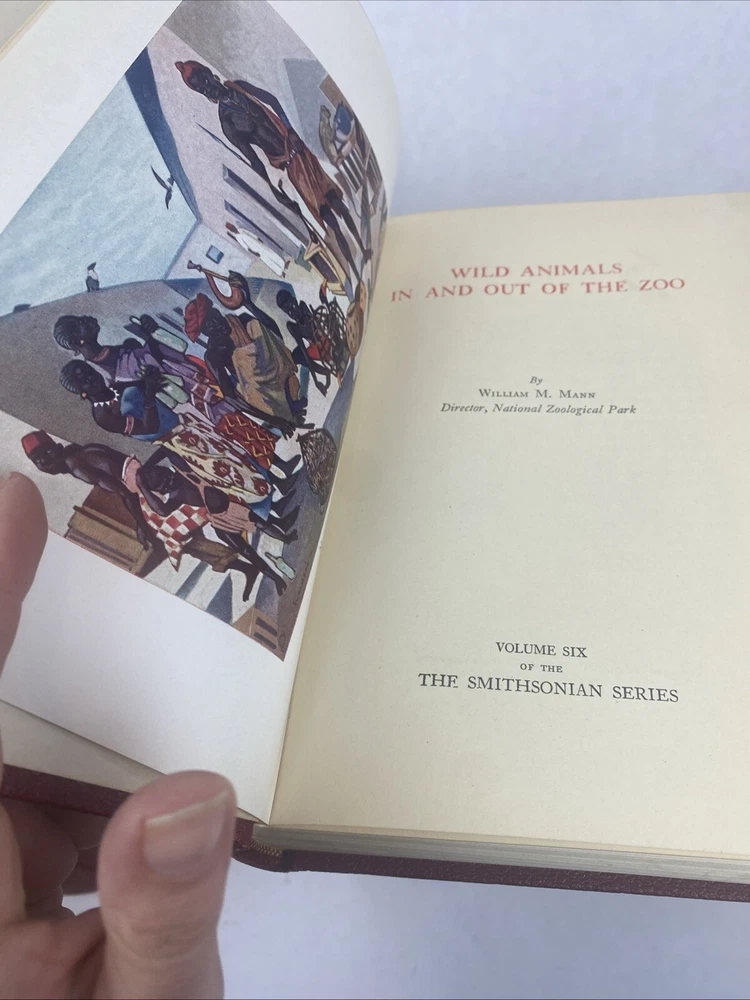 WILD ANIMALS
IN AND OUT OF THE ZOO
By
WILLIAM M. MANN
Director, National Zoological Park
VOLUME SIX
OF THE
THE SMITHSONIAN SERIES